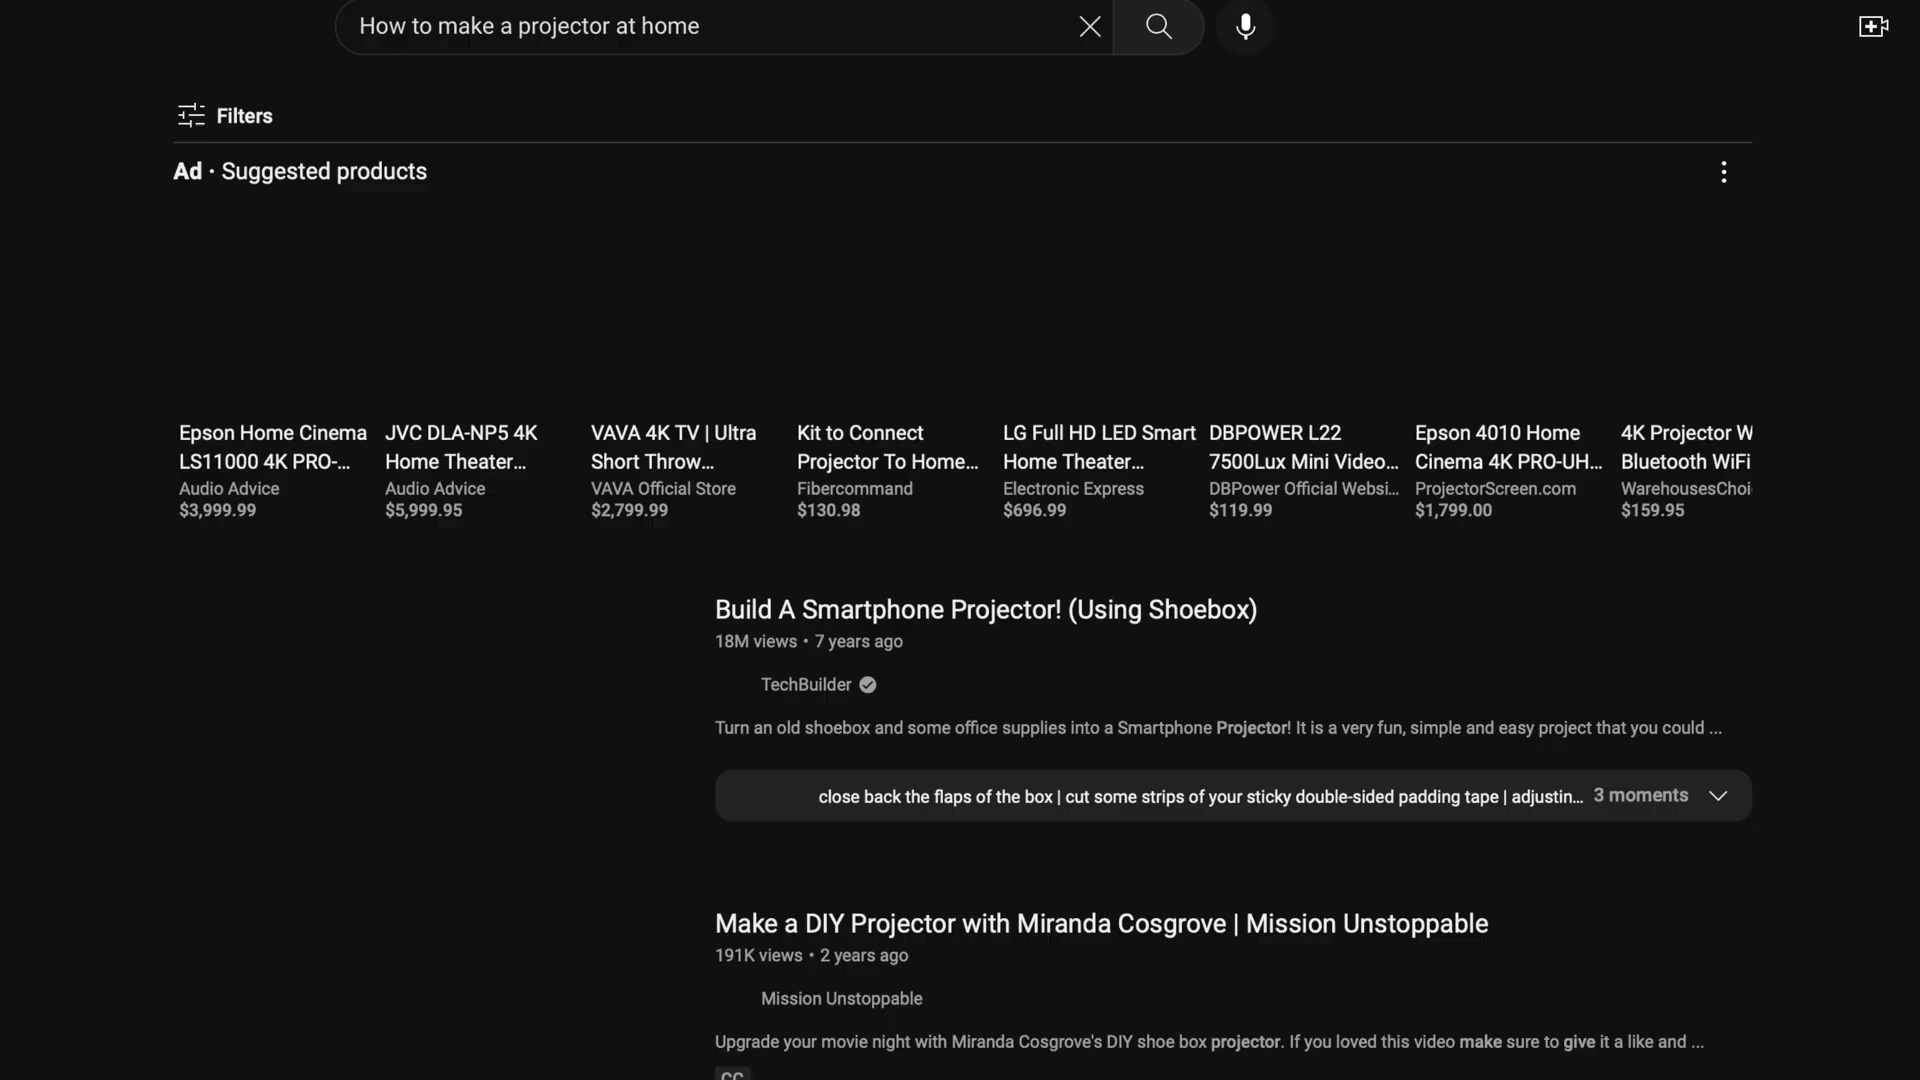 How to make a projector at home
Filters
Ad · Suggested products
Epson Home Cinema
LS11000 4K PRO-...
Audio Advice
$3,999.99
JVC DLA-NP5 4K
Home Theater...
Audio Advice
$5,999.95
VAVA 4K TV | Ultra
Short Throw...
VAVA Official Store
$2,799.99
Kit to Connect
Projector To Home...
Fibercommand
$130.98
LG Full HD LED Smart
Home Theater...
Electronic Express
$696.99
DBPOWER L22
7500Lux Mini Video...
DBPower Official Websi...
$119.99
Epson 4010 Home
Cinema 4K PRO-UH...
ProjectorScreen.com
$1,799.00
4K Projector W
Bluetooth WiFi
WarehousesChoi
$159.95
Build A Smartphone Projector! (Using Shoebox)
18M views • 7 years ago
TechBuilder
Turn an old shoebox and some office supplies into a Smartphone Projector! It is a very fun, simple and easy project that you could ...
close back the flaps of the box | cut some strips of your sticky double-sided padding tape | adjustin... 3 moments
Make a DIY Projector with Miranda Cosgrove | Mission Unstoppable
191K views • 2 years ago
Mission Unstoppable
Upgrade your movie night with Miranda Cosgrove's DIY shoe box projector. If you loved this video make sure to give it a like and ...
CC